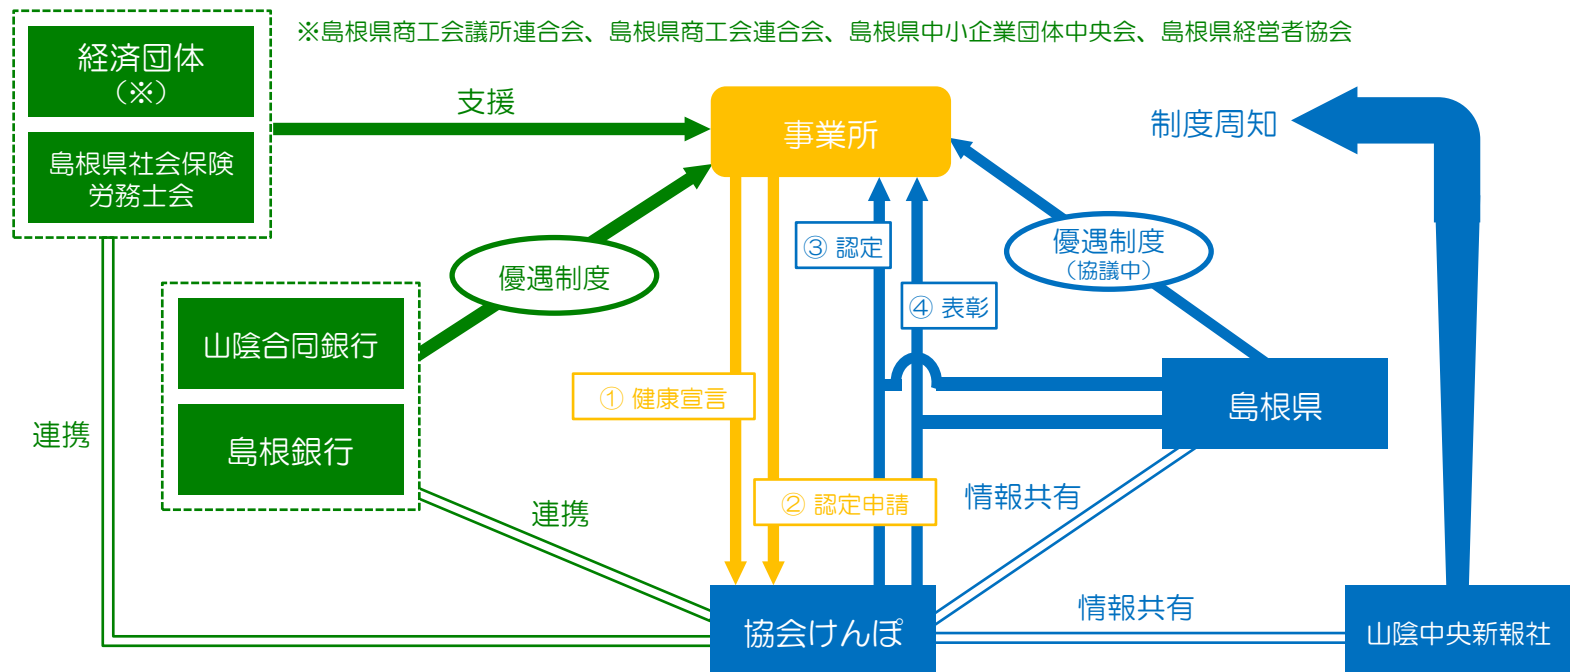 ※島根県商工会議所連合会、島根県商工会連合会、島根県中小企業団体中央会、島根県経営者協会
経済団体
（※）
島根県社会保険
労務士会
支援
事業所
制度周知
優遇制度
③ 認定
優遇制度
（協議中）
④ 表彰
山陰合同銀行
島根銀行
① 健康宣言
島根県
連携
連携
② 認定申請
情報共有
情報共有
協会けんぽ
山陰中央新報社